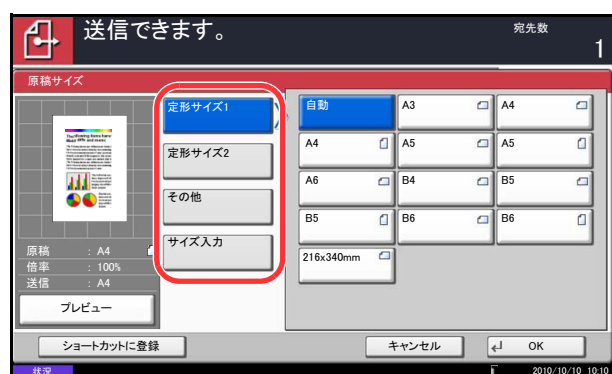 送信できます。
宛先数
1
原稿サイズ
定形サイズ1
定形サイズ2
その他
サイズ入力
自動
A3
A4
A4
A5
A5
A6
B4
B5
B5
B6
B6
216x340mm
原稿 : A4
倍率 : 100%
送信 : A4
プレビュー
ショートカットに登録
キャンセル
OK
状況
2010/10/10 10:10